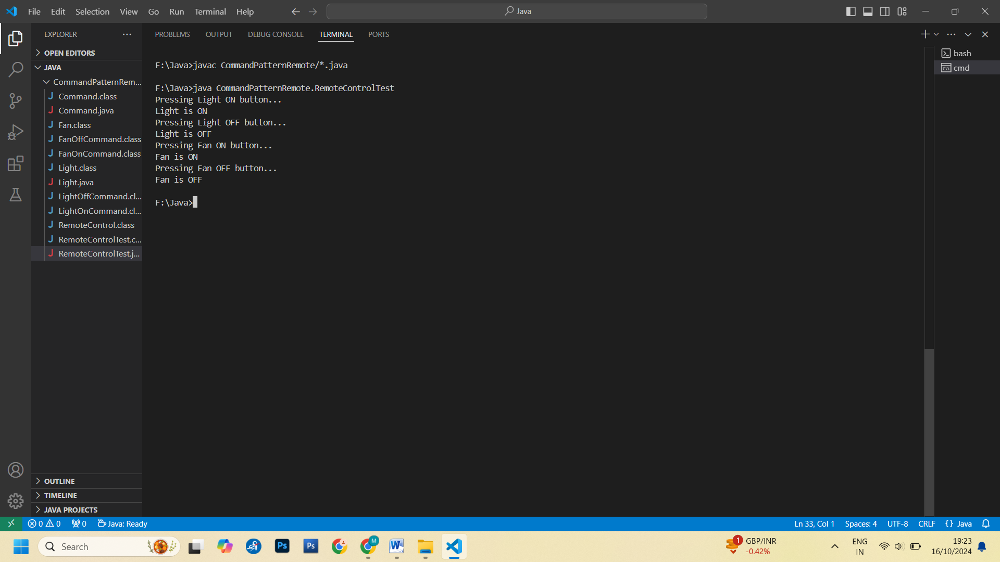 File Edit Selection View Go Run Terminal Help
Java
EXPLORER
OPEN EDITORS
JAVA
CommandPatternRem...
Command.class
Command.java
Fan.class
FanOffCommand.class
FanOnCommand.class
Light.class
Light.java
LightOffCommand.cl...
LightOnCommand.cl...
RemoteControl.class
RemoteControlTest.c...
RemoteControlTest.j...
OUTLINE
TIMELINE
JAVA PROJECTS
PROBLEMS OUTPUT DEBUG CONSOLE TERMINAL PORTS
F:\Java>javac CommandPatternRemote/*.java
F:\Java>java CommandPatternRemote.RemoteControlTest
Pressing Light ON button...
Light is ON
Pressing Light OFF button...
Light is OFF
Pressing Fan ON button...
Fan is ON
Pressing Fan OFF button...
Fan is OFF
F:\Java>
bash
cmd
0 0 0 Java: Ready
Ln 33, Col 1 Spaces: 4 UTF-8 CRLF {} Java
Search
Ps
Ps
M
W
1
GBP/INR
-0.42%
ENG
IN
19:23
16/10/2024